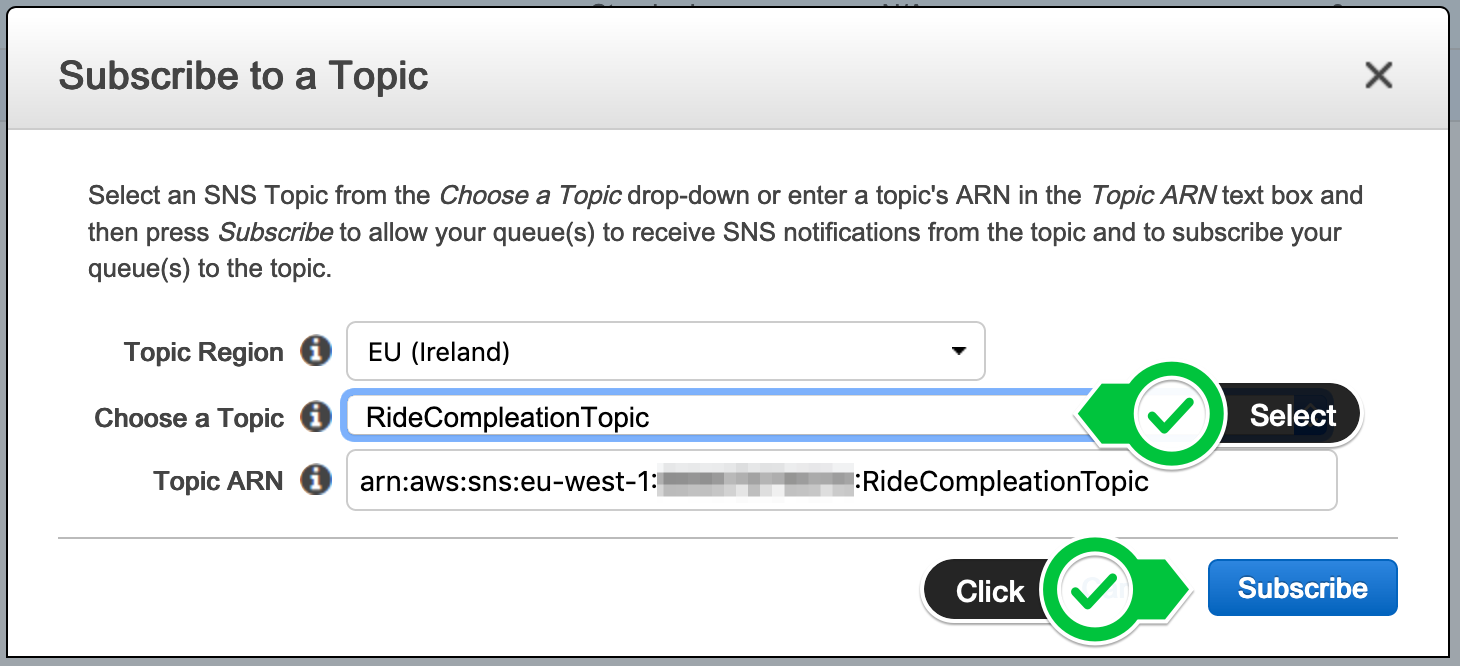 Subscribe to a Topic
Select an SNS Topic from the Choose a Topic drop-down or enter a topic's ARN in the Topic ARN text box and
then press Subscribe to allow your queue(s) to receive SNS notifications from the topic and to subscribe your
queue(s) to the topic.
Topic Region EU (Ireland)
Choose a Topic RideCompleationTopic Select
Topic ARN arn:aws:sns:eu-west-1: :RideCompleationTopic
Click Subscribe